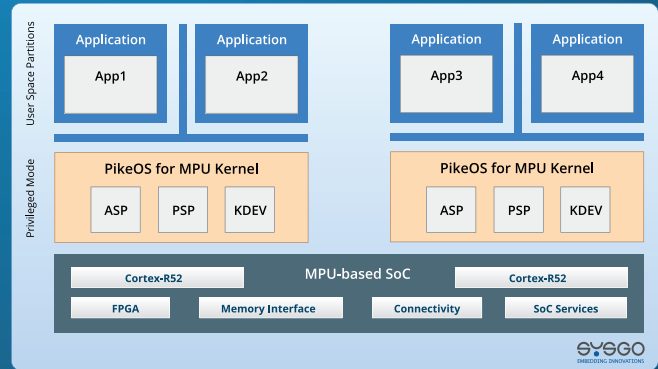 User Space Partitions
Application
App1
Application
App2
Application
App3
Application
App4
Privileged Mode
PikeOS for MPU Kernel
ASP
PSP
KDEV
PikeOS for MPU Kernel
ASP
PSP
KDEV
MPU-based SoC
Cortex-R52
Cortex-R52
FPGA
Memory Interface
Connectivity
SoC Services
SYSGO
EMBEDDING INNOVATIONS